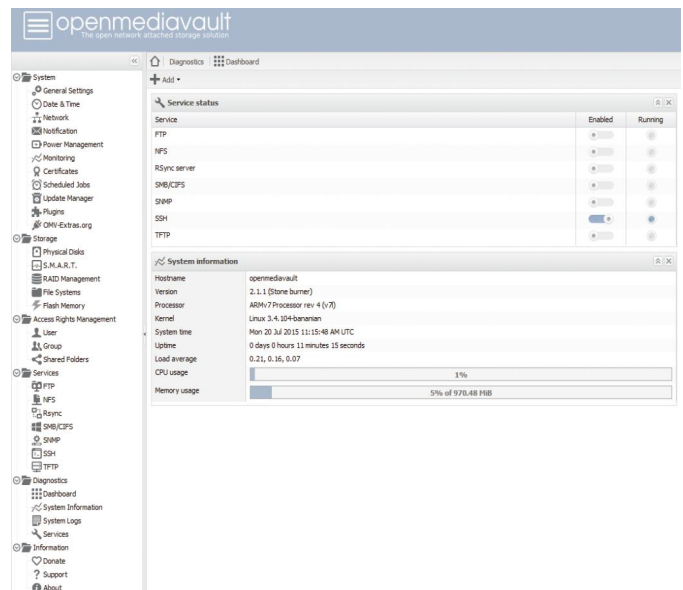 openmediavault
The open network attached storage solution
Diagnostics Dashboard
Add
System
General Settings
Date & Time
Network
Notification
Power Management
Monitoring
Certificates
Scheduled Jobs
Update Manager
Plugins
OMV-Extras.org
Storage
Physical Disks
S.M.A.R.T.
RAID Management
File Systems
Flash Memory
Access Rights Management
User
Group
Shared Folders
Services
FTP
NFS
Rsync
SMB/CIFS
SNMP
SSH
TFTP
Diagnostics
Dashboard
System Information
System Logs
Services
Information
Donate
Support
About
Service status
Service Enabled Running
FTP
NFS
RSync server
SMB/CIFS
SNMP
SSH
TFTP
System information
Hostname openmediavault
Version 2.1.1 (Stone burner)
Processor ARMv7 Processor rev 4 (v7l)
Kernel Linux 3.4.104-bananian
System time Mon 20 Jul 2015 11:15:48 AM UTC
Uptime 0 days 0 hours 11 minutes 15 seconds
Load average 0.21, 0.16, 0.07
CPU usage 1%
Memory usage 5% of 970.48 MiB